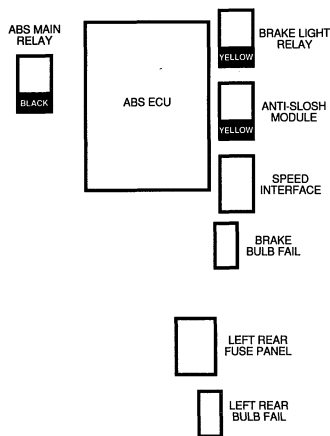 ABS MAIN
RELAY
BLACK
ABS ECU
BRAKE LIGHT
RELAY
YELLOW
ANTI-SLOSH
MODULE
YELLOW
SPEED
INTERFACE
BRAKE
BULB FAIL
LEFT REAR
FUSE PANEL
LEFT REAR
BULB FAIL